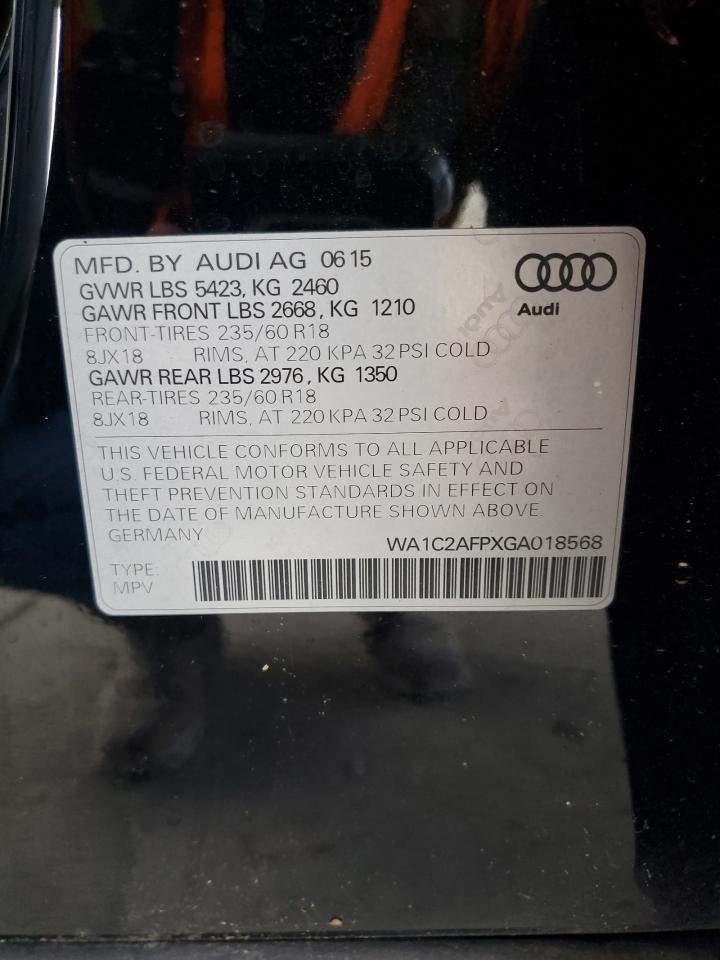 MFD. BY AUDI AG 06 15
GVWR LBS 5423, KG 2460
GAWR FRONT LBS 2668, KG 1210
FRONT-TIRES 235/60 R18
8JX18 RIMS, AT 220 KPA 32 PSI COLD
GAWR REAR LBS 2976, KG 1350
REAR-TIRES 235/60 R18
8JX18 RIMS, AT 220 KPA 32 PSI COLD
Audi
THIS VEHICLE CONFORMS TO ALL APPLICABLE
U.S. FEDERAL MOTOR VEHICLE SAFETY AND
THEFT PREVENTION STANDARDS IN EFFECT ON
THE DATE OF MANUFACTURE SHOWN ABOVE.
GERMANY
WA1C2AFPXGA018568
TYPE:
MPV